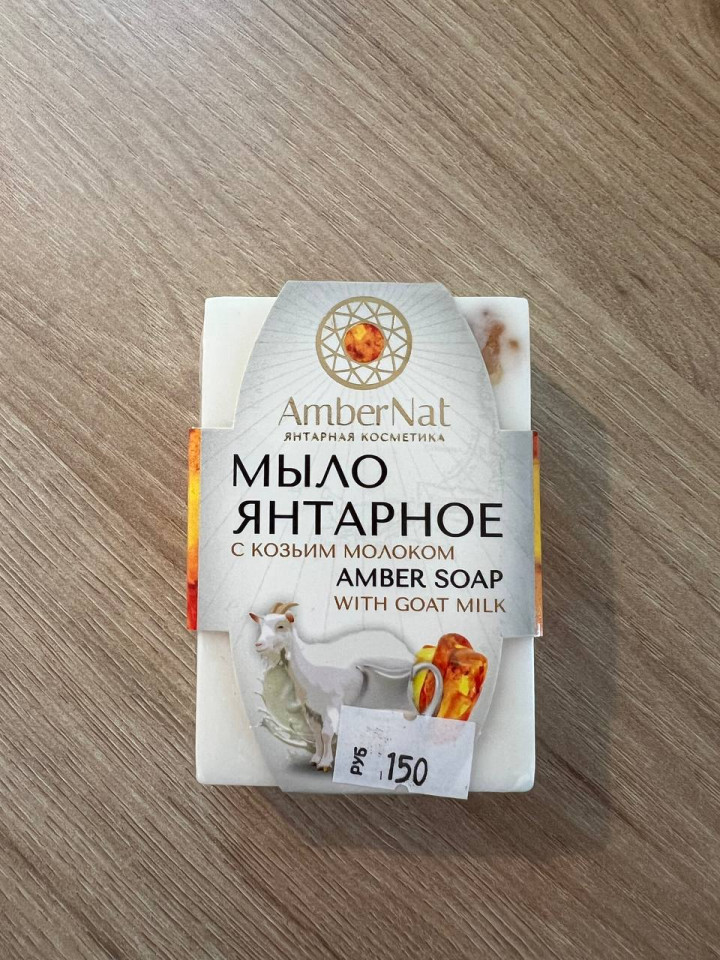 AmberNat
ЯНТАРНАЯ КОСМЕТИКА
МЫЛО
ЯНТАРНОЕ
С КОЗЬИМ МОЛОКОМ
AMBER SOAP
WITH GOAT MILK
РУБ 150